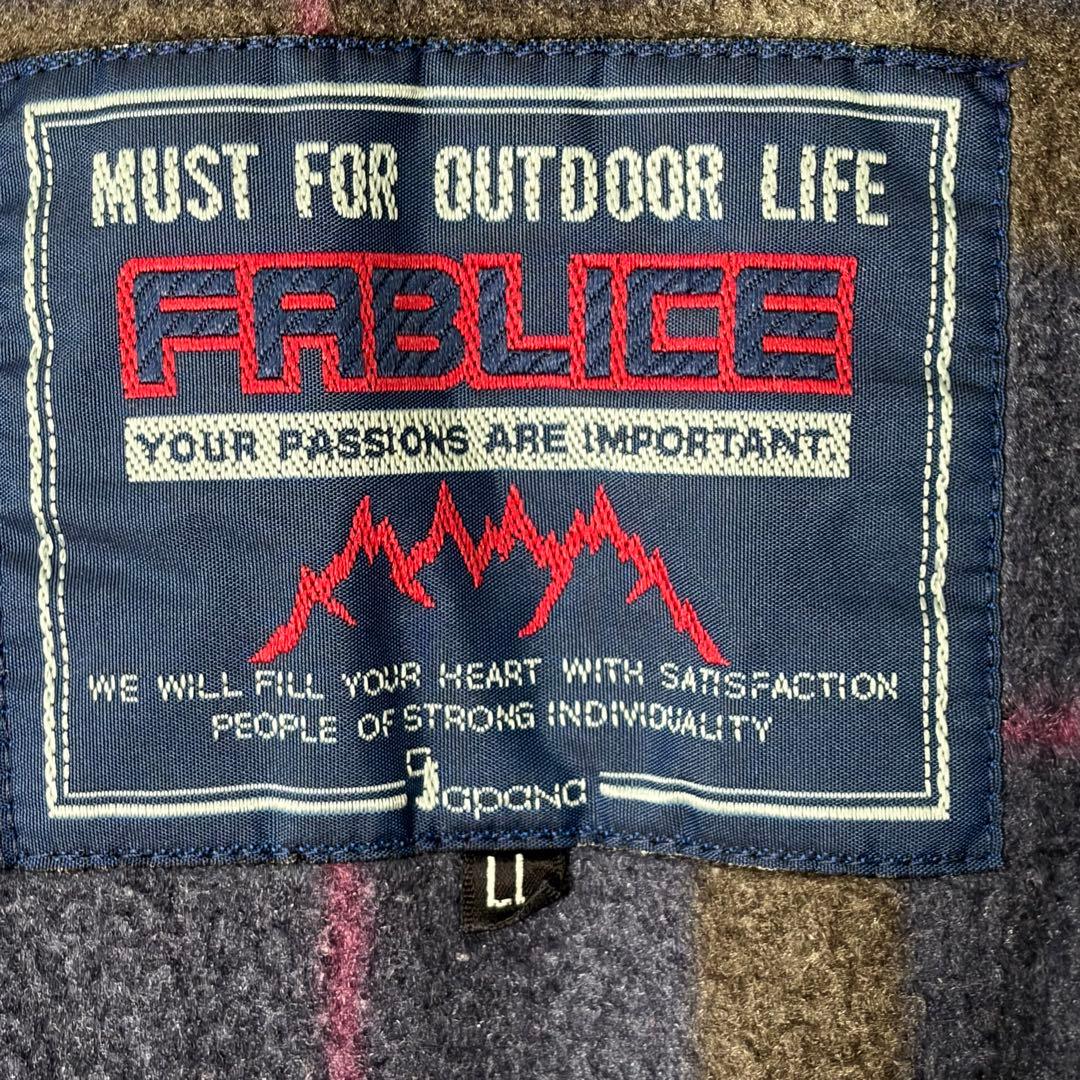 MUST FOR OUTDOOR LIFE
FABLICE
YOUR PASSIONS ARE IMPORTANT
WE WILL FILL YOUR HEART WITH SATISFACTION
PEOPLE OF STRONG INDIVIDUALITY
Japana